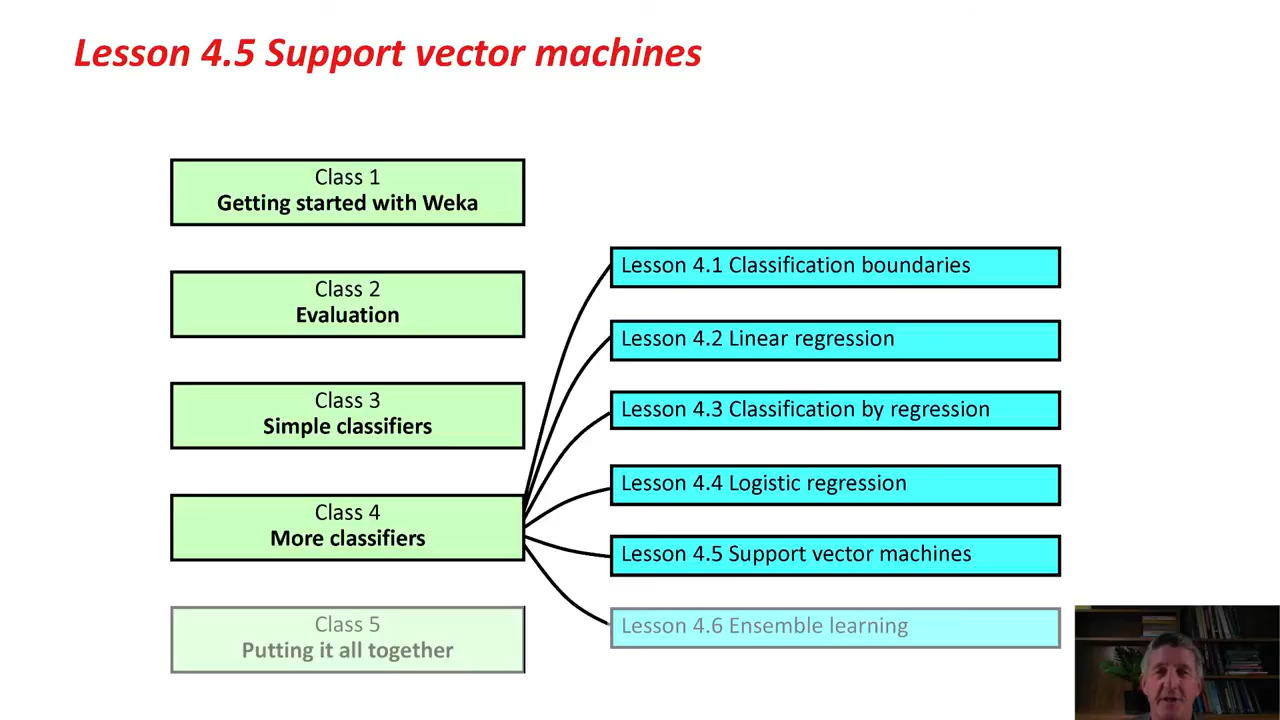 Lesson 4.5 Support vector machines
Class 1
Getting started with Weka
Class 2
Evaluation
Class 3
Simple classifiers
Class 4
More classifiers
Class 5
Putting it all together
Lesson 4.1 Classification boundaries
Lesson 4.2 Linear regression
Lesson 4.3 Classification by regression
Lesson 4.4 Logistic regression
Lesson 4.5 Support vector machines
Lesson 4.6 Ensemble learning